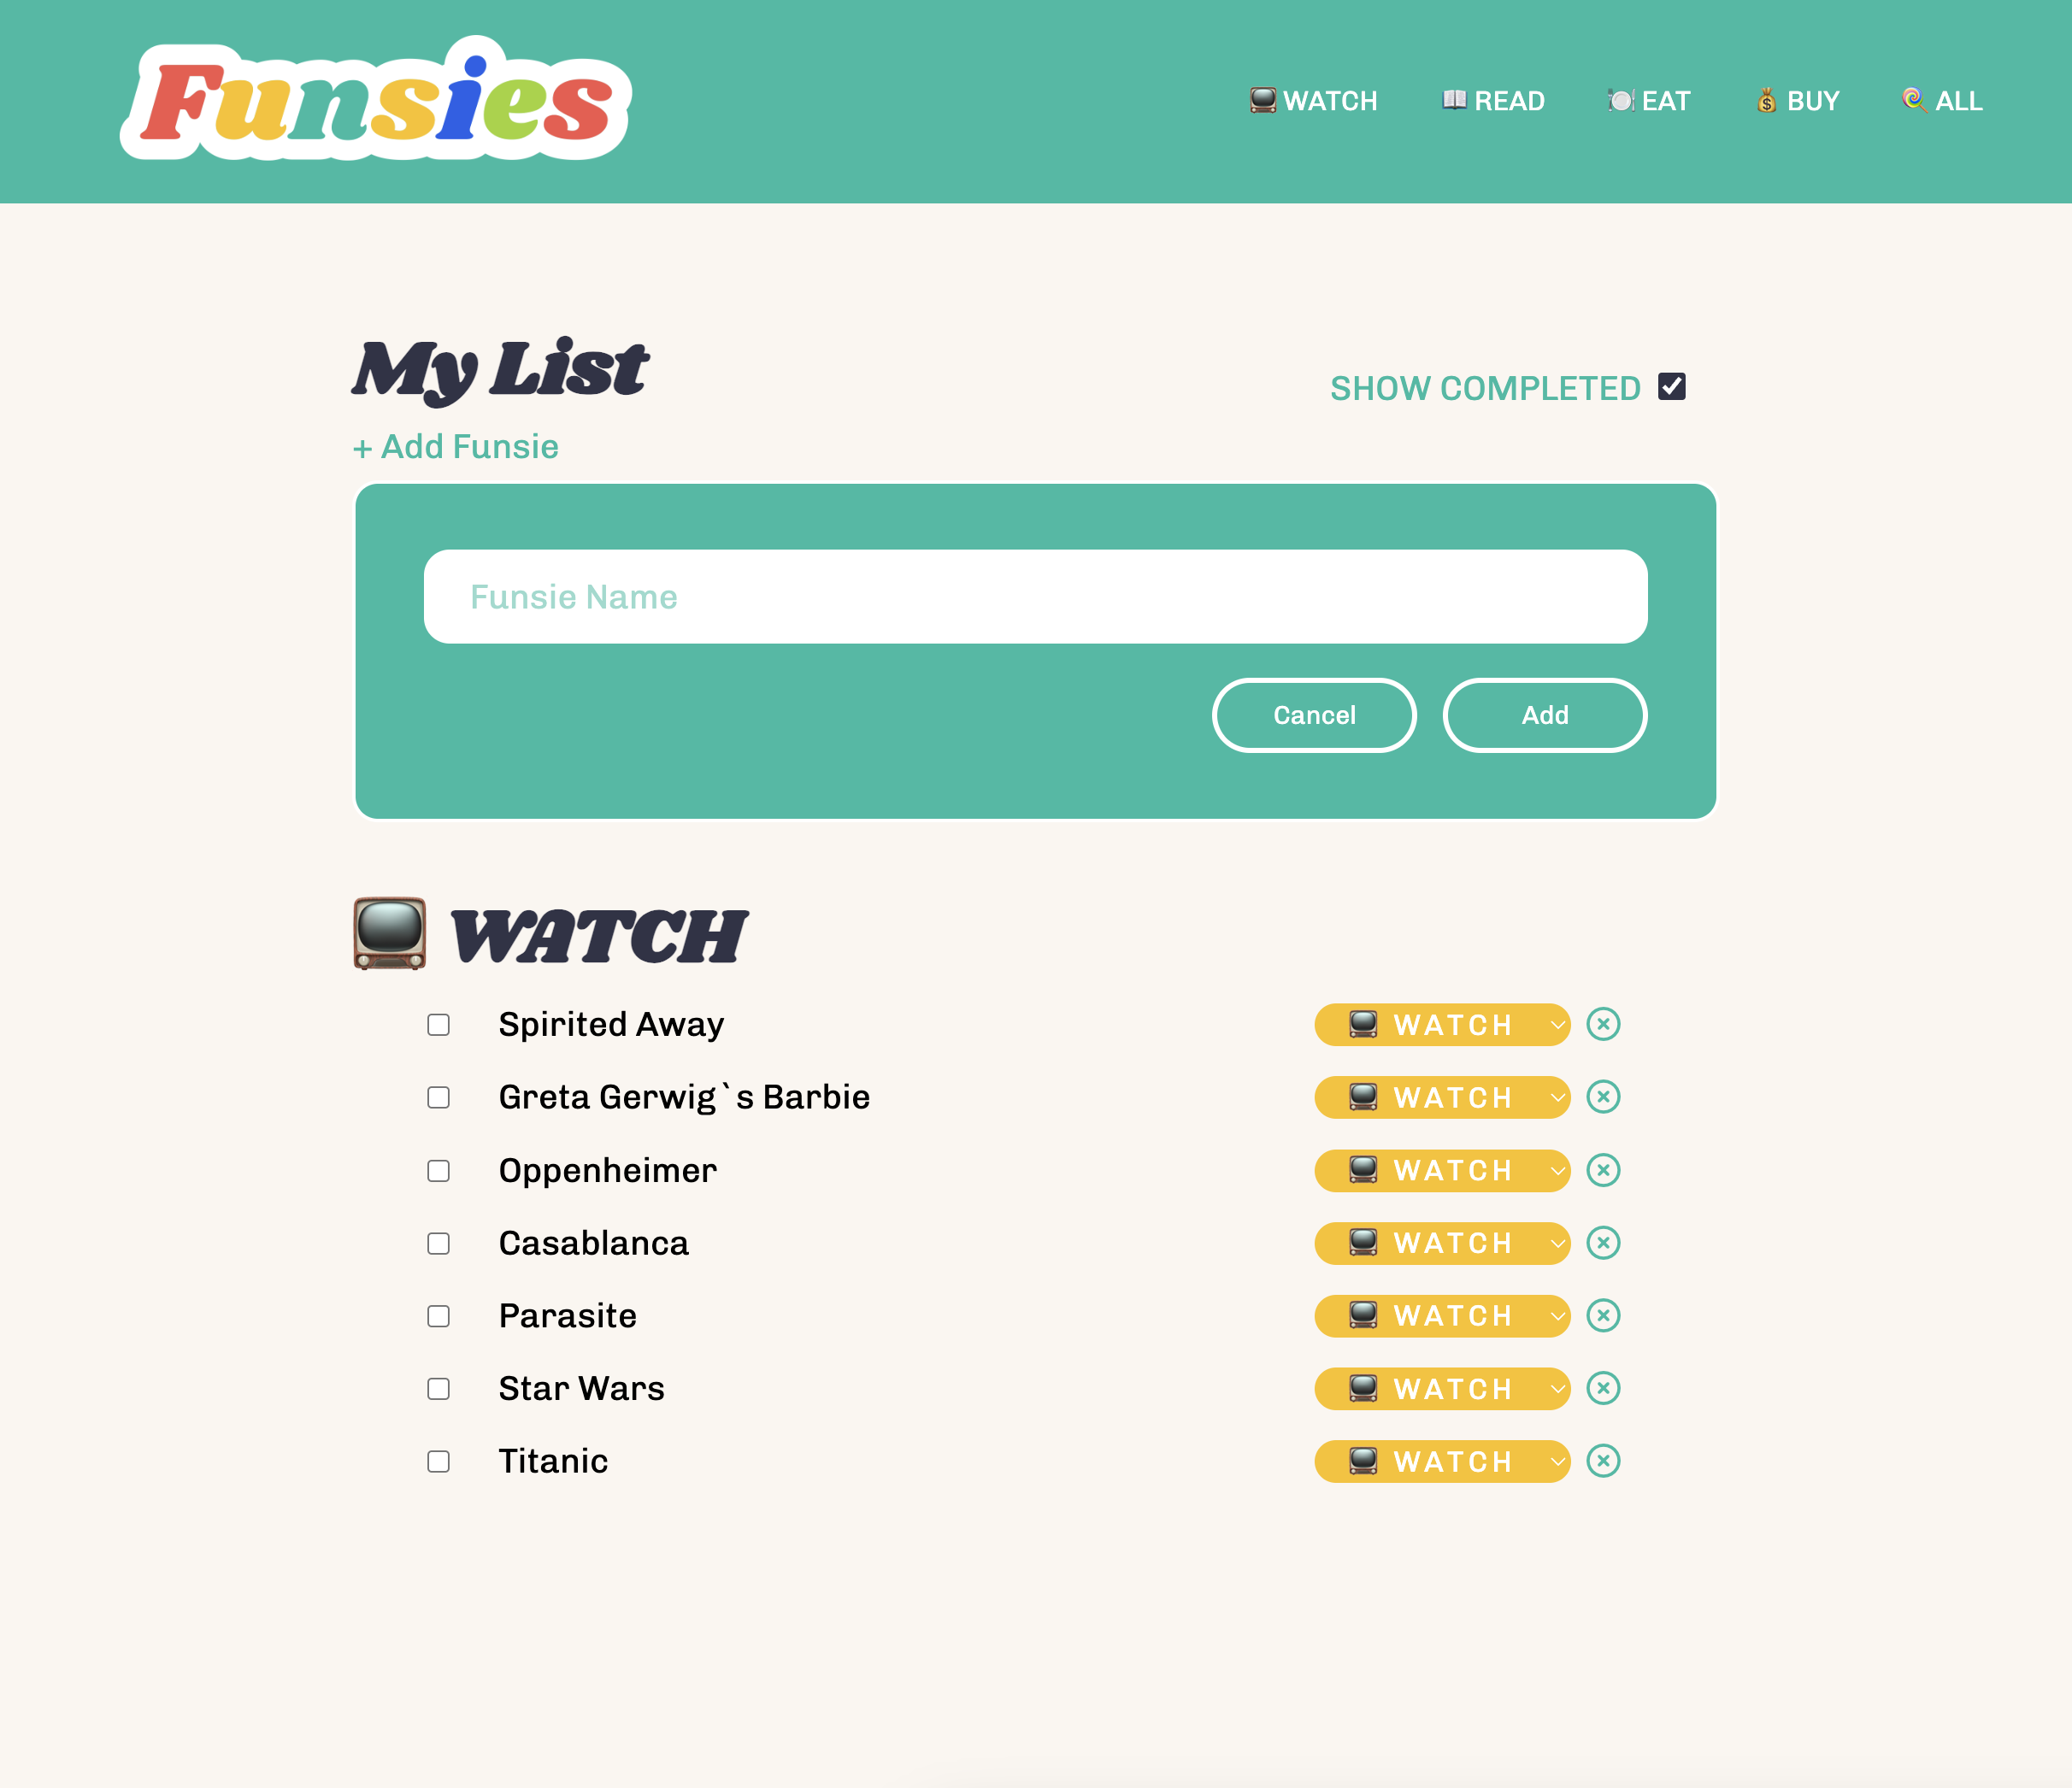 Funsies
WATCH READ EAT BUY ALL
My List
SHOW COMPLETED
+ Add Funsie
Funsie Name
Cancel Add
WATCH
Spirited Away WATCH
Greta Gerwig`s Barbie WATCH
Oppenheimer WATCH
Casablanca WATCH
Parasite WATCH
Star Wars WATCH
Titanic WATCH